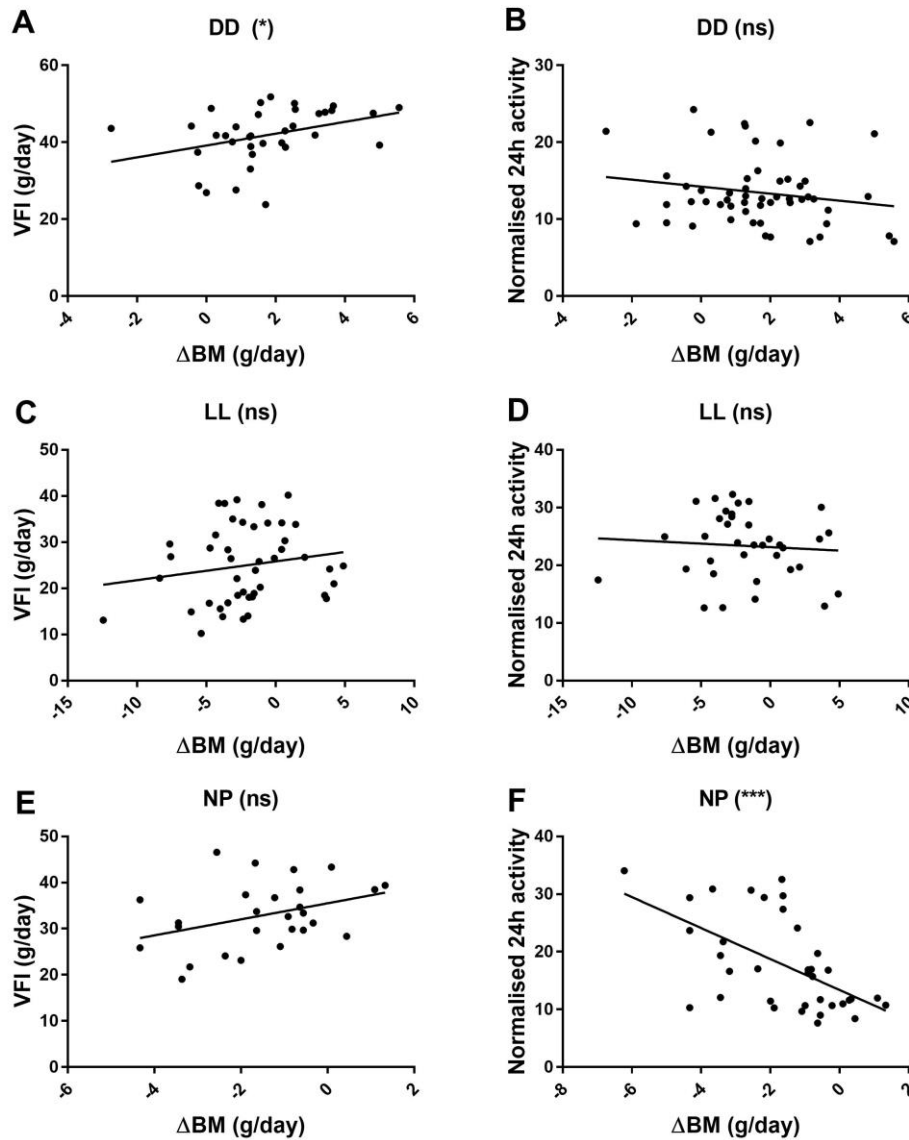 A
DD (*)
VFI (g/day)
60
40
20
0
-4 -2 0 2 4 6
ΔBM (g/day)
B
DD (ns)
Normalised 24h activity
30
20
10
0
-4 -2 0 2 4 6
ΔBM (g/day)
C
LL (ns)
VFI (g/day)
50
40
30
20
10
0
-15 -10 -5 0 5 10
ΔBM (g/day)
D
LL (ns)
Normalised 24h activity
40
30
20
10
0
-15 -10 -5 0 5 10
ΔBM (g/day)
E
NP (ns)
VFI (g/day)
50
40
30
20
10
0
-6 -4 -2 0 2
ΔBM (g/day)
F
NP (***)
Normalised 24h activity
40
30
20
10
0
-8 -6 -4 -2 0 2
ΔBM (g/day)